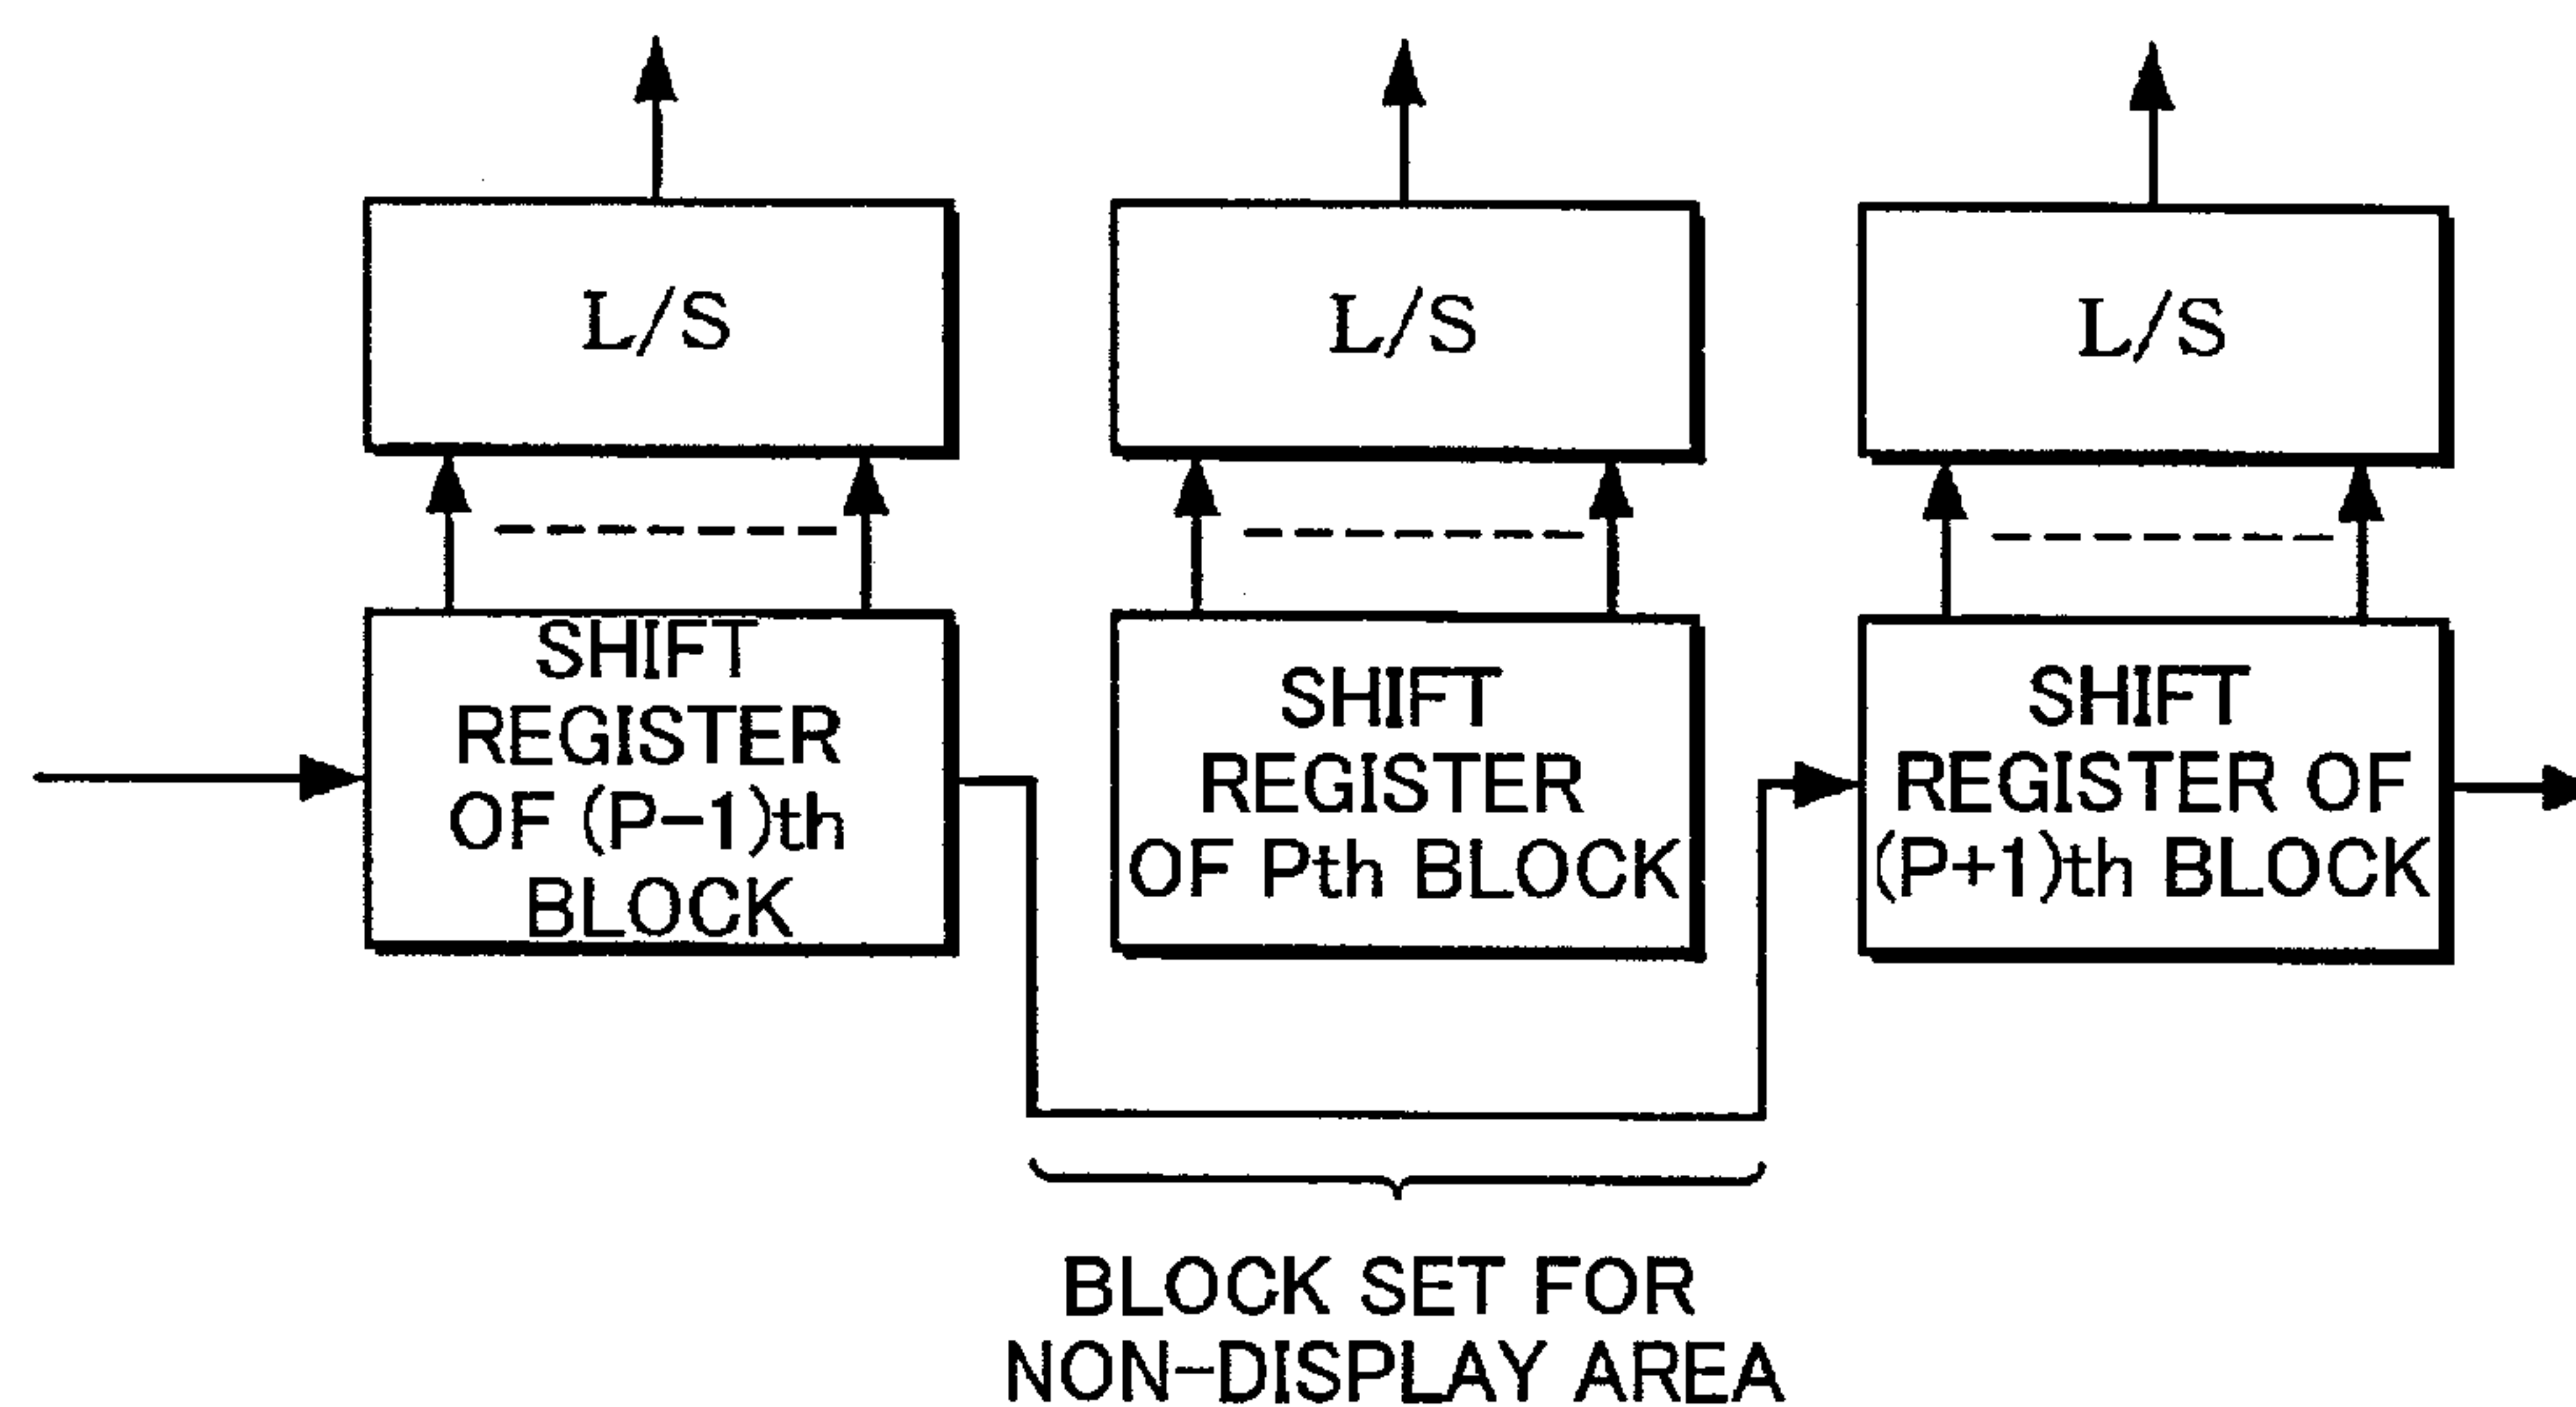 L/S
L/S
L/S
SHIFT
REGISTER
OF (P-1)th
BLOCK
SHIFT
REGISTER
OF Pth BLOCK
SHIFT
REGISTER OF
(P+1)th BLOCK
BLOCK SET FOR
NON-DISPLAY AREA